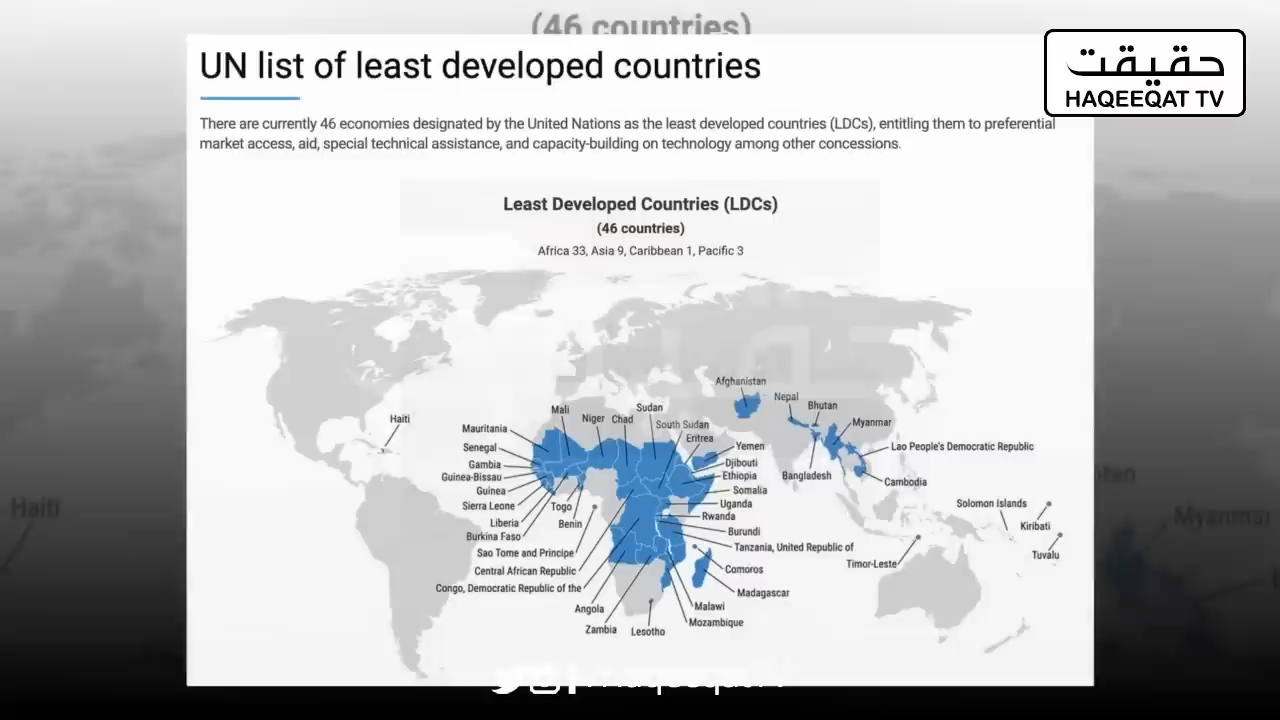 (46 countries)
UN list of least developed countries
حقيقت
HAQEEQAT TV
There are currently 46 economies designated by the United Nations as the least developed countries (LDCs), entitling them to preferential
market access, aid, special technical assistance, and capacity-building on technology among other concessions.
Least Developed Countries (LDCs)
(46 countries)
Africa 33, Asia 9, Caribbean 1, Pacific 3
Afghanistan
Nepal
Bhutan
Myanmar
Lao People's Democratic Republic
Bangladesh
Cambodia
Haiti
Mali
Niger
Chad
Sudan
South Sudan
Eritrea
Yemen
Djibouti
Ethiopia
Somalia
Uganda
Rwanda
Burundi
Tanzania, United Republic of
Comoros
Madagascar
Malawi
Mozambique
Mauritania
Senegal
Gambia
Guinea-Bissau
Guinea
Sierra Leone
Liberia
Burkina Faso
Togo
Benin
Sao Tome and Principe
Central African Republic
Congo, Democratic Republic of the
Angola
Zambia
Lesotho
Solomon Islands
Kiribati
Tuvalu
Timor-Leste
Haiti
Myanmar